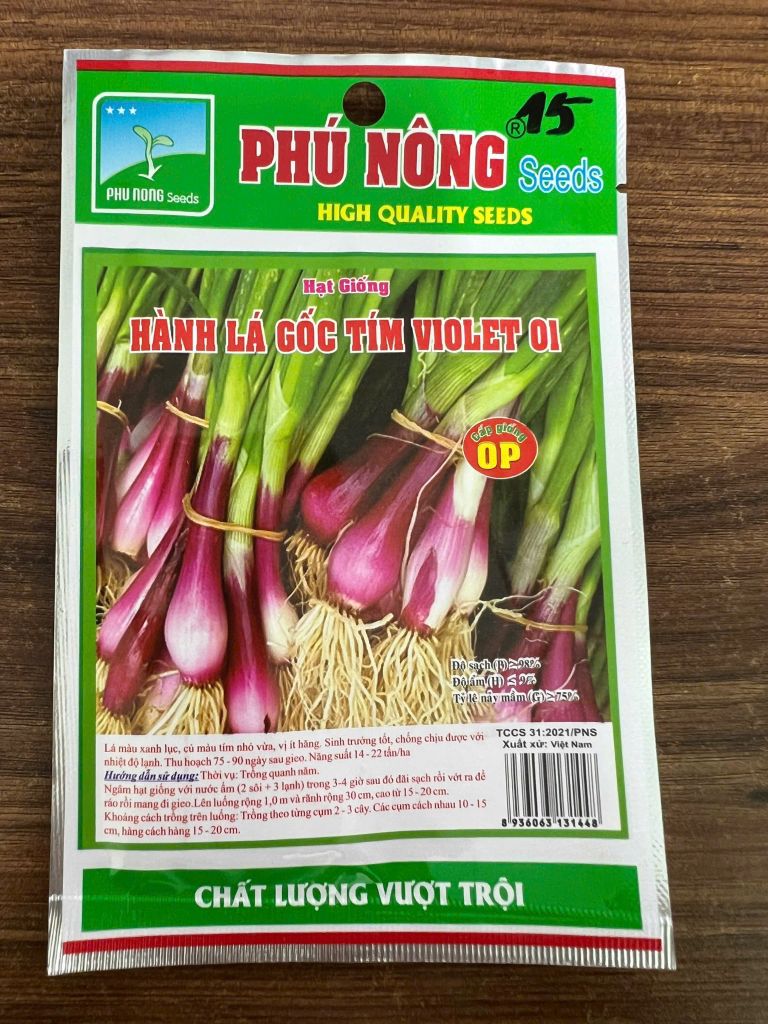 15
PHÚ NÔNG ® Seeds
PHU NONG Seeds
HIGH QUALITY SEEDS
Hạt Giống
HÀNH LÁ GỐC TÍM VIOLET 01
Cấp giống
OP
Độ sạch (P) ≥ 98%
Độ ẩm (H) ≤ 9%
Tỷ lệ nảy mầm (G) ≥ 75%
Lá màu xanh lục, củ màu tím nhỏ vừa, vị ít hăng. Sinh trưởng tốt, chống chịu được với
nhiệt độ lạnh. Thu hoạch 75 - 90 ngày sau gieo. Năng suất 14 - 22 tấn/ha
Hướng dẫn sử dụng: Thời vụ: Trồng quanh năm.
Ngâm hạt giống với nước ấm (2 sôi + 3 lạnh) trong 3-4 giờ sau đó đãi sạch rồi vớt ra để
ráo rồi mang đi gieo.Lên luống rộng 1,0 m và rãnh rộng 30 cm, cao từ 15 - 20 cm.
Khoảng cách trồng trên luống: Trồng theo từng cụm 2 - 3 cây. Các cụm cách nhau 10 - 15
cm, hàng cách hàng 15 - 20 cm.
TCCS 31:2021/PNS
Xuất xứ: Việt Nam
8 936063 131448
CHẤT LƯỢNG VƯỢT TRỘI